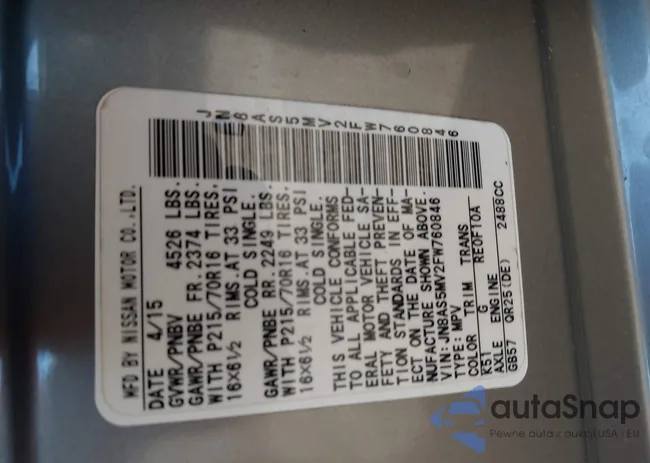 MFD BY NISSAN MOTOR CO.,LTD.
DATE 4/15
GVWR/PNBV 4526 LBS.
GAWR/PNBE FR. 2374 LBS.
WITH P215/70R16 TIRES.
16X6½ RIMS.AT 33 PSI
COLD SINGLE.
GAWR/PNBE RR. 2249 LBS.
WITH P215/70R16 TIRES.
16X6½ RIMS.AT 33 PSI
COLD SINGLE.
THIS VEHICLE CONFORMS
TO ALL APPLICABLE FED-
ERAL MOTOR VEHICLE SA-
FETY AND THEFT PREVEN-
TION STANDARDS IN EFF-
ECT ON THE DATE OF MA-
NUFACTURE SHOWN ABOVE.
VIN:JN8AS5MV2FW760846
TYPE:MPV
COLOR TRIM TRANS
K51 G RE0F10A
AXLE ENGINE
GB57 QR25(DE) 2488CC
JN8AS5MV2FW760846
autaSnap
Pewne auta z autaSnap USA i EU